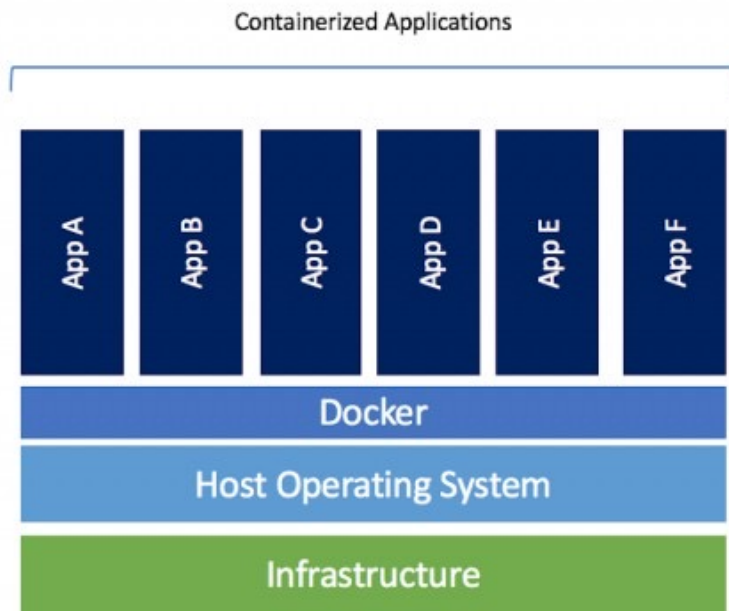 Containerized Applications
App A
App B
App C
App D
App E
App F
Docker
Host Operating System
Infrastructure